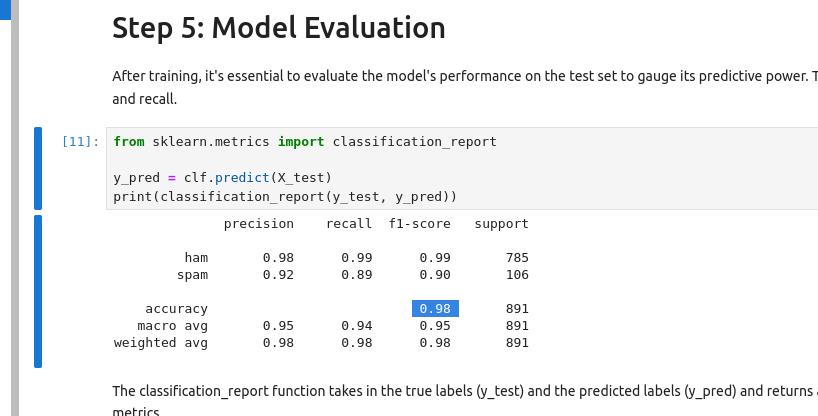 Step 5: Model Evaluation
After training, it's essential to evaluate the model's performance on the test set to gauge its predictive power.
and recall.
[11]: from sklearn.metrics import classification_report
y_pred = clf.predict(X_test)
print(classification_report(y_test, y_pred))
precision recall f1-score support
ham 0.98 0.99 0.99 785
spam 0.92 0.89 0.90 106
accuracy 0.98 891
macro avg 0.95 0.94 0.95 891
weighted avg 0.98 0.98 0.98 891
The classification_report function takes in the true labels (y_test) and the predicted labels (y_pred) and returns
metrics.